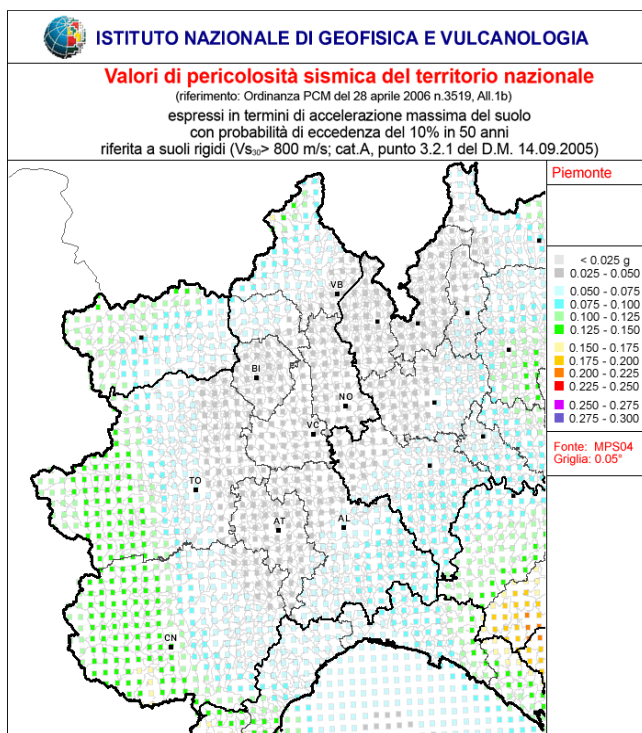 ISTITUTO NAZIONALE DI GEOFISICA E VULCANOLOGIA
Valori di pericolosità sismica del territorio nazionale
(riferimento: Ordinanza PCM del 28 aprile 2006 n.3519, All.1b)
espressi in termini di accelerazione massima del suolo
con probabilità di eccedenza del 10% in 50 anni
riferita a suoli rigidi (Vs₃₀> 800 m/s; cat.A, punto 3.2.1 del D.M. 14.09.2005)
Piemonte
< 0.025 g
0.025 - 0.050
0.050 - 0.075
0.075 - 0.100
0.100 - 0.125
0.125 - 0.150
0.150 - 0.175
0.175 - 0.200
0.200 - 0.225
0.225 - 0.250
0.250 - 0.275
0.275 - 0.300
Fonte: MPS04
Griglia: 0.05°
VB
BI
NO
VC
TO
AT
AL
CN